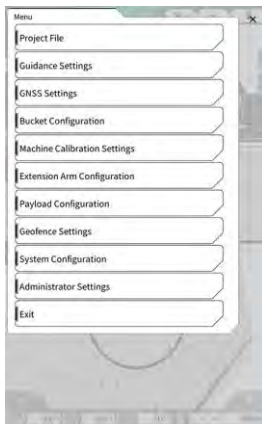 Menu
Project File
Guidance Settings
GNSS Settings
Bucket Configuration
Machine Calibration Settings
Extension Arm Configuration
Payload Configuration
Geofence Settings
System Configuration
Administrator Settings
Exit